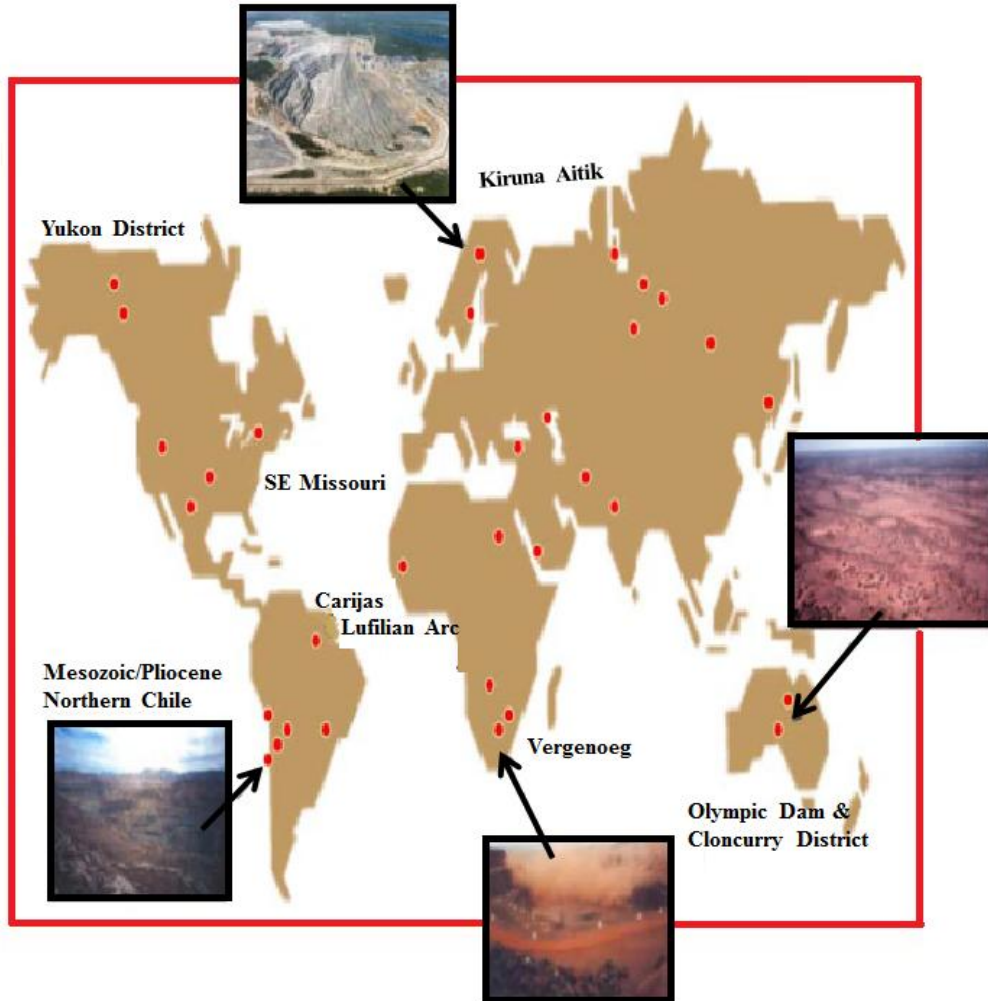 Kiruna Aitik
Yukon District
SE Missouri
Carijas
Lufilian Arc
Mesozoic/Pliocene
Northern Chile
Vergenoeg
Olympic Dam &
Cloncurry District